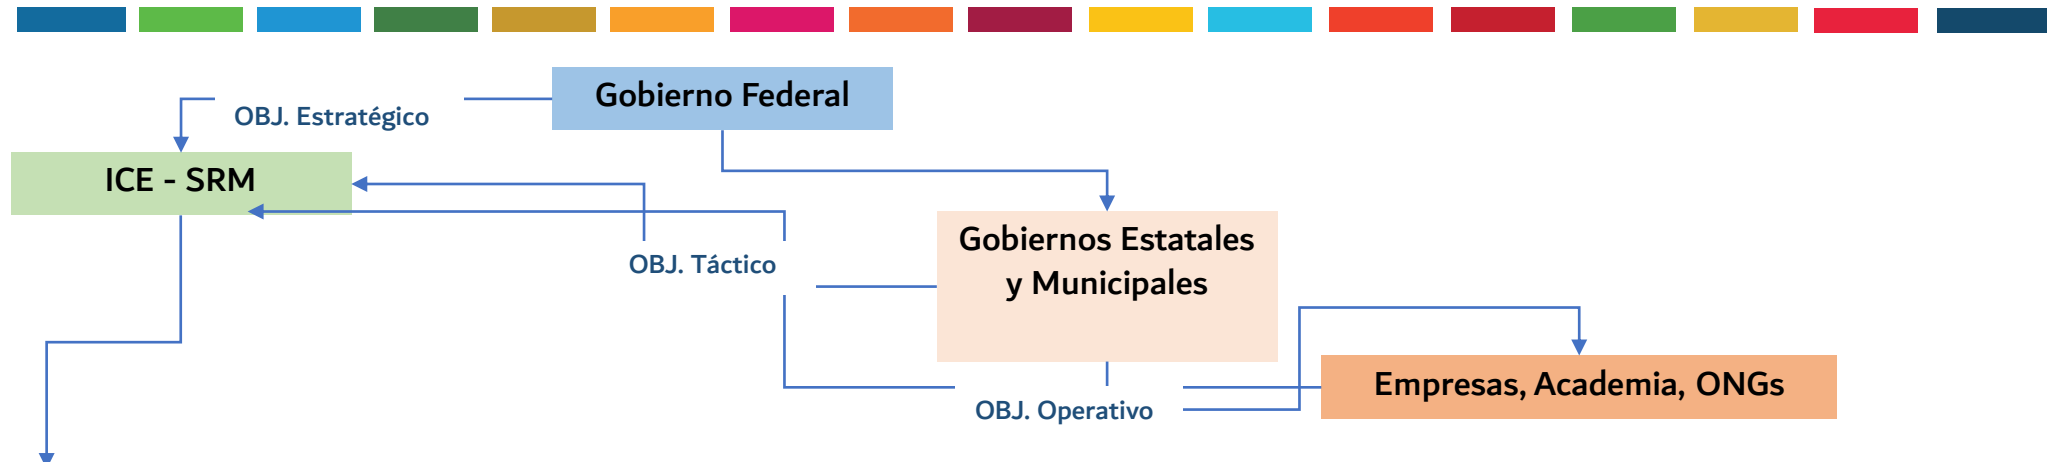 Gobierno Federal
OBJ. Estratégico
ICE - SRM
Gobiernos Estatales
y Municipales
OBJ. Táctico
Empresas, Academia, ONGs
OBJ. Operativo